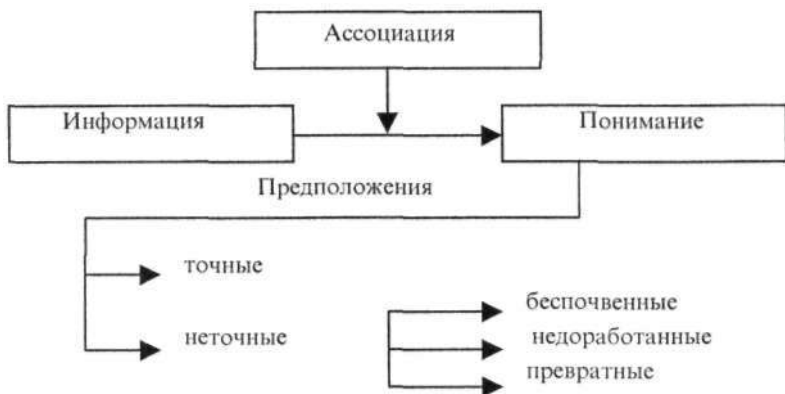 Ассоциация
Информация
Понимание
Предположения
точные
неточные
беспочвенные
недоработанные
превратные